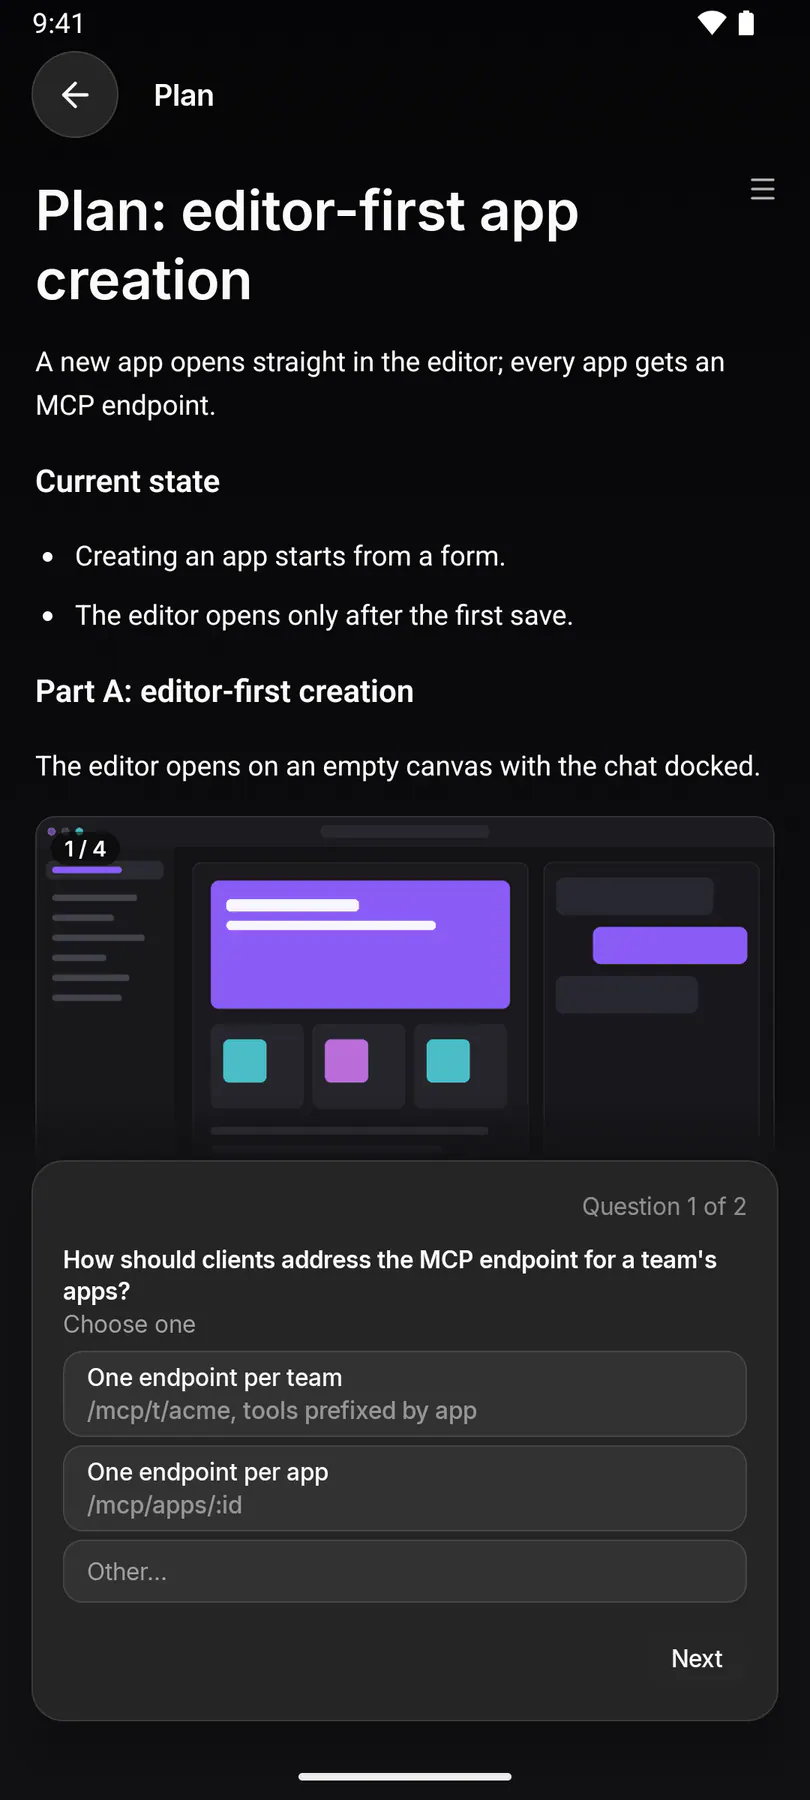 9:41
Plan
Plan: editor-first app
creation
A new app opens straight in the editor; every app gets an
MCP endpoint.
Current state
• Creating an app starts from a form.
• The editor opens only after the first save.
Part A: editor-first creation
The editor opens on an empty canvas with the chat docked.
1 / 4
Question 1 of 2
How should clients address the MCP endpoint for a team's
apps?
Choose one
One endpoint per team
/mcp/t/acme, tools prefixed by app
One endpoint per app
/mcp/apps/:id
Other...
Next